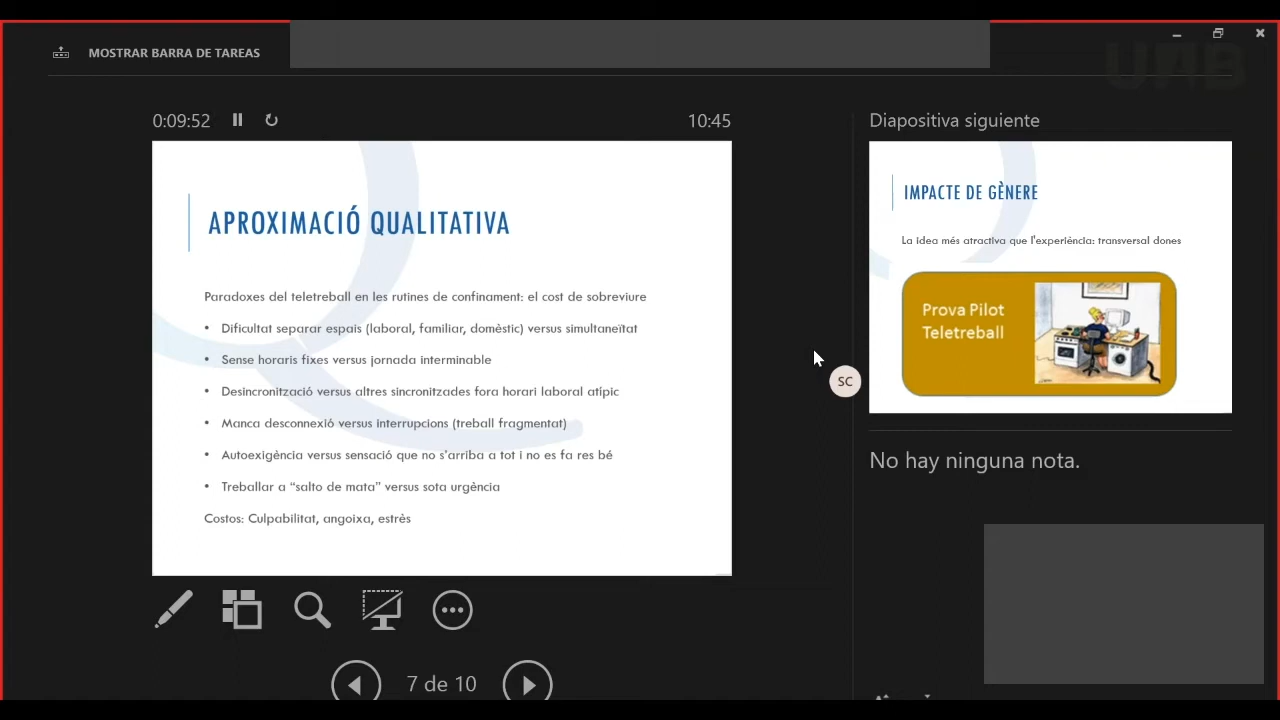 MOSTRAR BARRA DE TAREAS
UAB
0:09:52
10:45
Diapositiva siguiente
APROXIMACIÓ QUALITATIVA
Paradoxes del teletreball en les rutines de confinament: el cost de sobreviure
• Dificultat separar espais (laboral, familiar, domèstic) versus simultaneïtat
• Sense horaris fixes versus jornada interminable
• Desincronització versus altres sincronitzades fora horari laboral atípic
• Manca desconnexió versus interrupcions (treball fragmentat)
• Autoexigència versus sensació que no s'arriba a tot i no es fa res bé
• Treballar a “salto de mata” versus sota urgència
Costos: Culpabilitat, angoixa, estrès
IMPACTE DE GÈNERE
La idea més atractiva que l'experiència: transversal dones
Prova Pilot
Teletreball
SC
No hay ninguna nota.
7 de 10